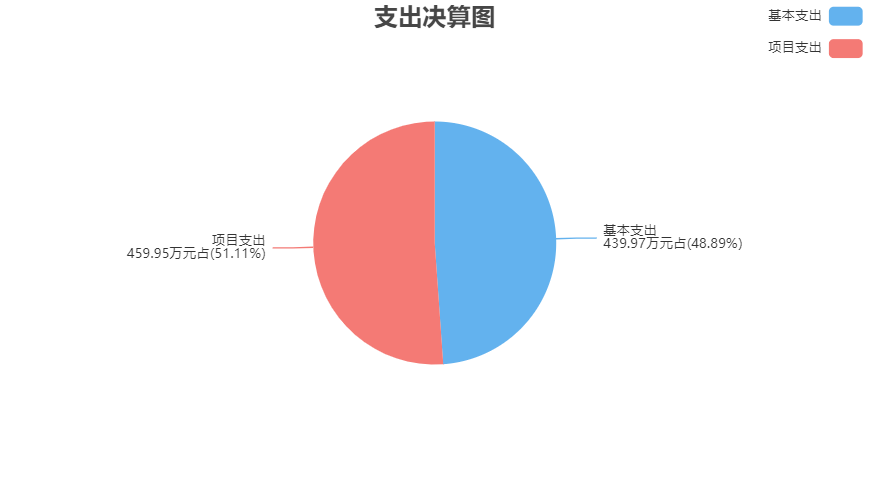 支出决算图
基本支出
项目支出
基本支出
439.97万元占(48.89%)
项目支出
459.95万元占(51.11%)